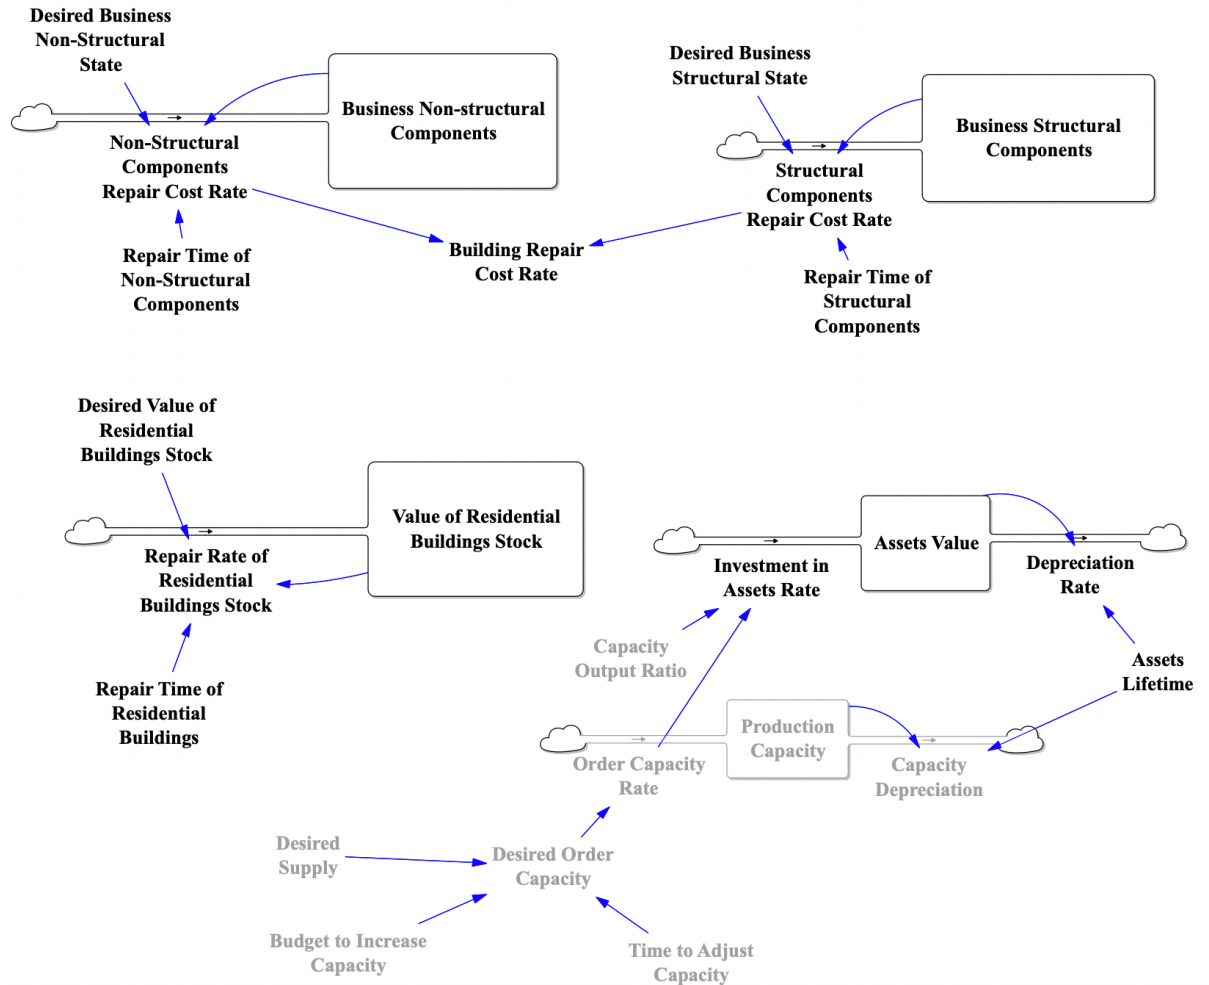 Desired Business
Non-Structural
State
Business Non-structural
Components
Non-Structural
Components
Repair Cost Rate
Repair Time of
Non-Structural
Components
Building Repair
Cost Rate
Desired Business
Structural State
Business Structural
Components
Structural
Components
Repair Cost Rate
Repair Time of
Structural
Components
Desired Value of
Residential
Buildings Stock
Value of Residential
Buildings Stock
Repair Rate of
Residential
Buildings Stock
Repair Time of
Residential
Buildings
Assets Value
Investment in
Assets Rate
Depreciation
Rate
Capacity
Output Ratio
Assets
Lifetime
Production
Capacity
Order Capacity
Rate
Capacity
Depreciation
Desired
Supply
Desired Order
Capacity
Budget to Increase
Capacity
Time to Adjust
Capacity